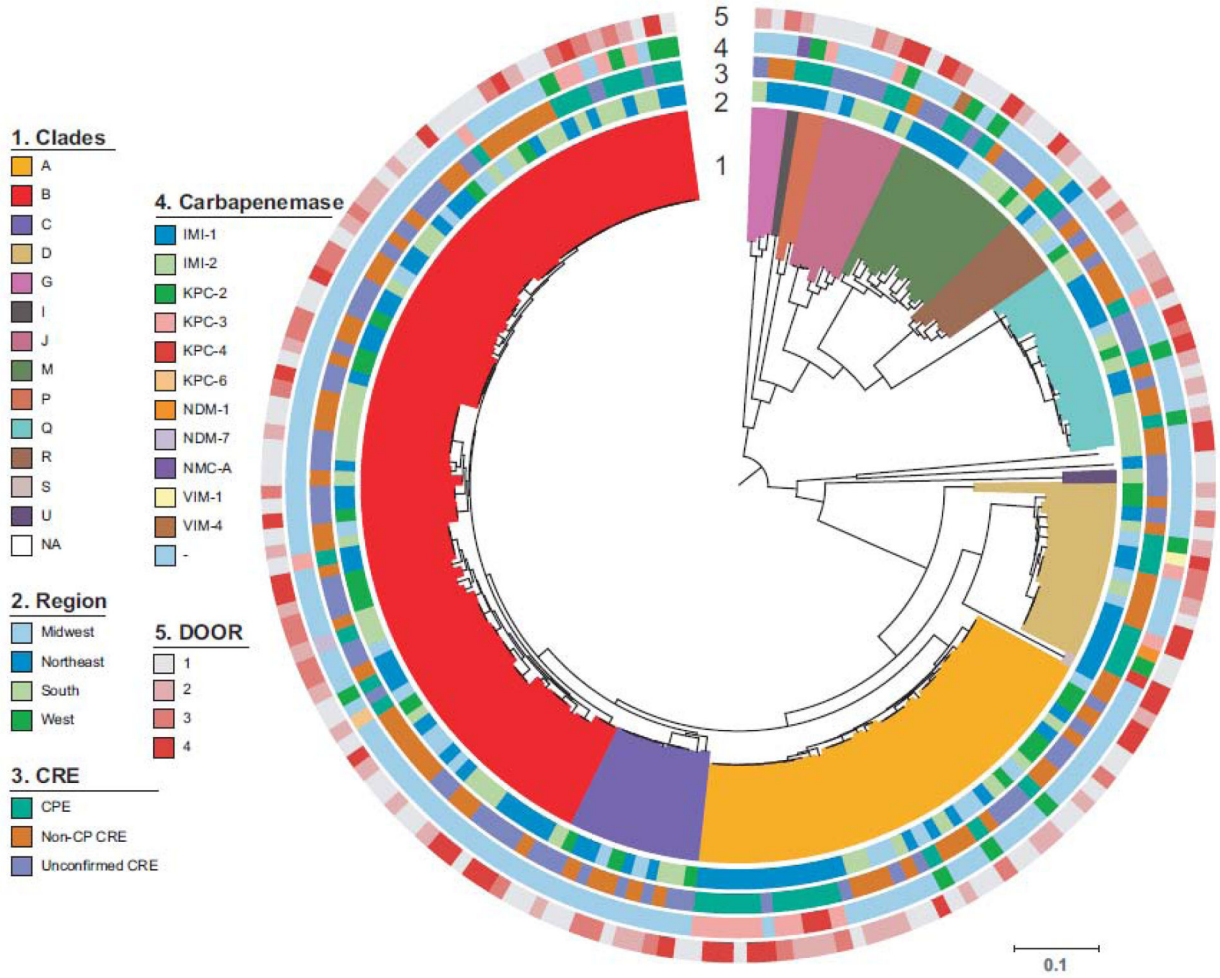 5
4
3
2
1
1. Clades
A
B
C
D
G
I
J
M
P
Q
R
S
U
NA
2. Region
Midwest
Northeast
South
West
3. CRE
CPE
Non-CP CRE
Unconfirmed CRE
4. Carbapenemase
IMI-1
IMI-2
KPC-2
KPC-3
KPC-4
KPC-6
NDM-1
NDM-7
NMC-A
VIM-1
VIM-4
-
5. DOOR
1
2
3
4
0.1